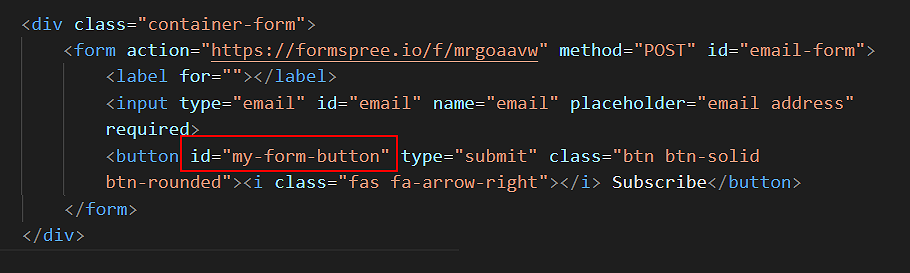 <div class="container-form">
<form action="https://formspree.io/f/mrgoaavw" method="POST" id="email-form">
<label for=""></label>
<input type="email" id="email" name="email" placeholder="email address"
required>
<button id="my-form-button" type="submit" class="btn btn-solid
btn-rounded"><i class="fas fa-arrow-right"></i> Subscribe</button>
</form>
</div>